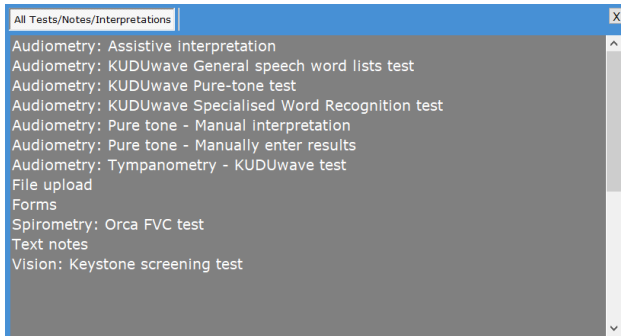 All Tests/Notes/Interpretations
X
Audiometry: Assistive interpretation
Audiometry: KUDUwave General speech word lists test
Audiometry: KUDUwave Pure-tone test
Audiometry: KUDUwave Specialised Word Recognition test
Audiometry: Pure tone - Manual interpretation
Audiometry: Pure tone - Manually enter results
Audiometry: Tympanometry - KUDUwave test
File upload
Forms
Spirometry: Orca FVC test
Text notes
Vision: Keystone screening test